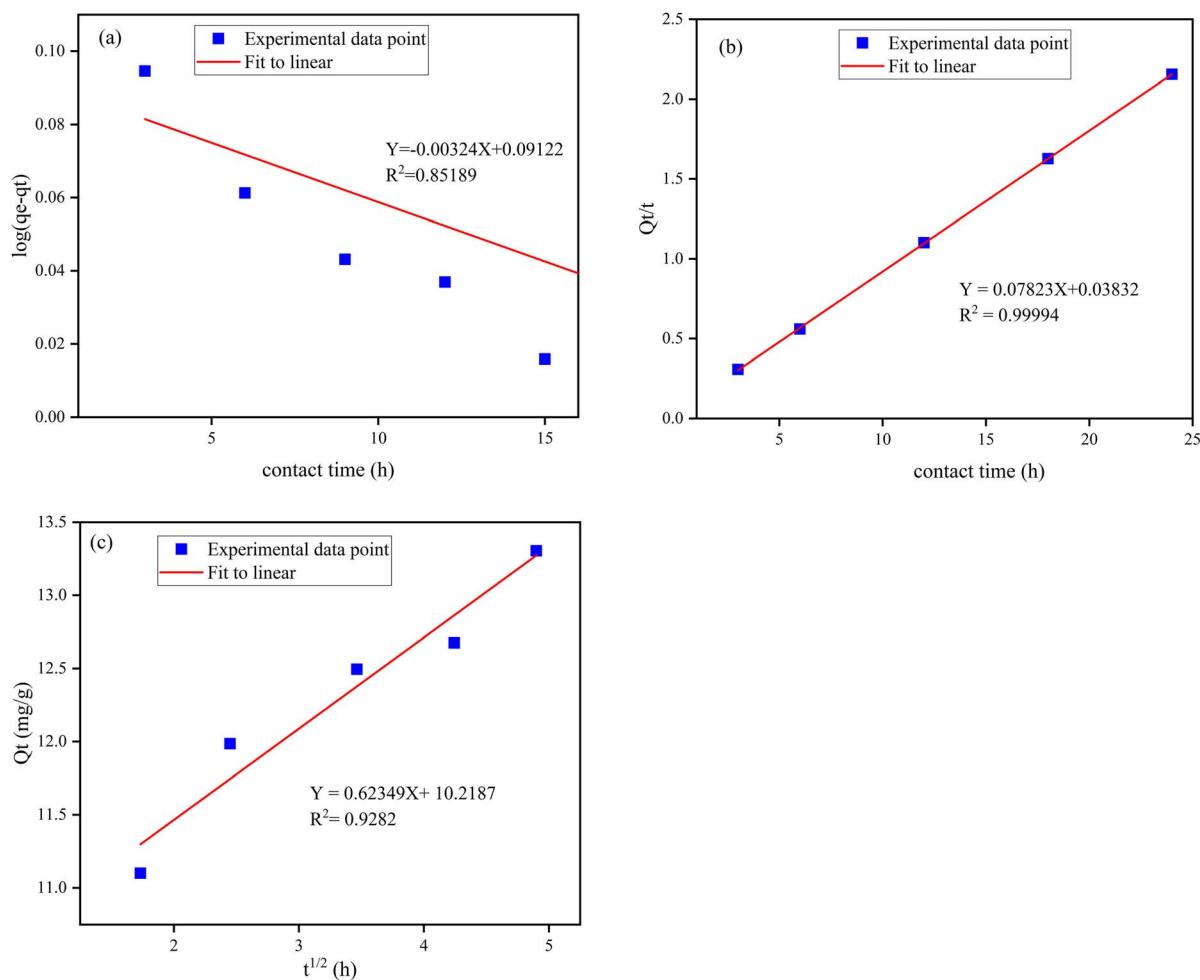 (a)
Experimental data point
Fit to linear
Y=-0.00324X+0.09122
R²=0.85189
0.10
0.08
0.06
0.04
0.02
0.00
log(qe-qt)
5
10
15
contact time (h)
(b)
Experimental data point
Fit to linear
Y = 0.07823X+0.03832
R² = 0.99994
2.5
2.0
1.5
1.0
0.5
0.0
Qt/t
5
10
15
20
25
contact time (h)
(c)
Experimental data point
Fit to linear
Y = 0.62349X+ 10.2187
R²= 0.9282
13.5
13.0
12.5
12.0
11.5
11.0
Qt (mg/g)
2
3
4
5
t^1/2 (h)